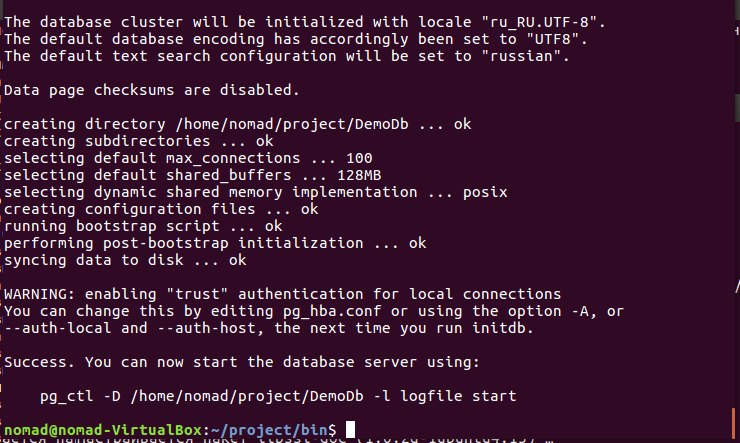 The database cluster will be initialized with locale "ru_RU.UTF-8".
The default database encoding has accordingly been set to "UTF8".
The default text search configuration will be set to "russian".
Data page checksums are disabled.
creating directory /home/nomad/project/DemoDb ... ok
creating subdirectories ... ok
selecting default max_connections ... 100
selecting default shared_buffers ... 128MB
selecting dynamic shared memory implementation ... posix
creating configuration files ... ok
running bootstrap script ... ok
performing post-bootstrap initialization ... ok
syncing data to disk ... ok
WARNING: enabling "trust" authentication for local connections
You can change this by editing pg_hba.conf or using the option -A, or
--auth-local and --auth-host, the next time you run initdb.
Success. You can now start the database server using:
pg_ctl -D /home/nomad/project/DemoDb -l logfile start
nomad@nomad-VirtualBox:~/project/bin$